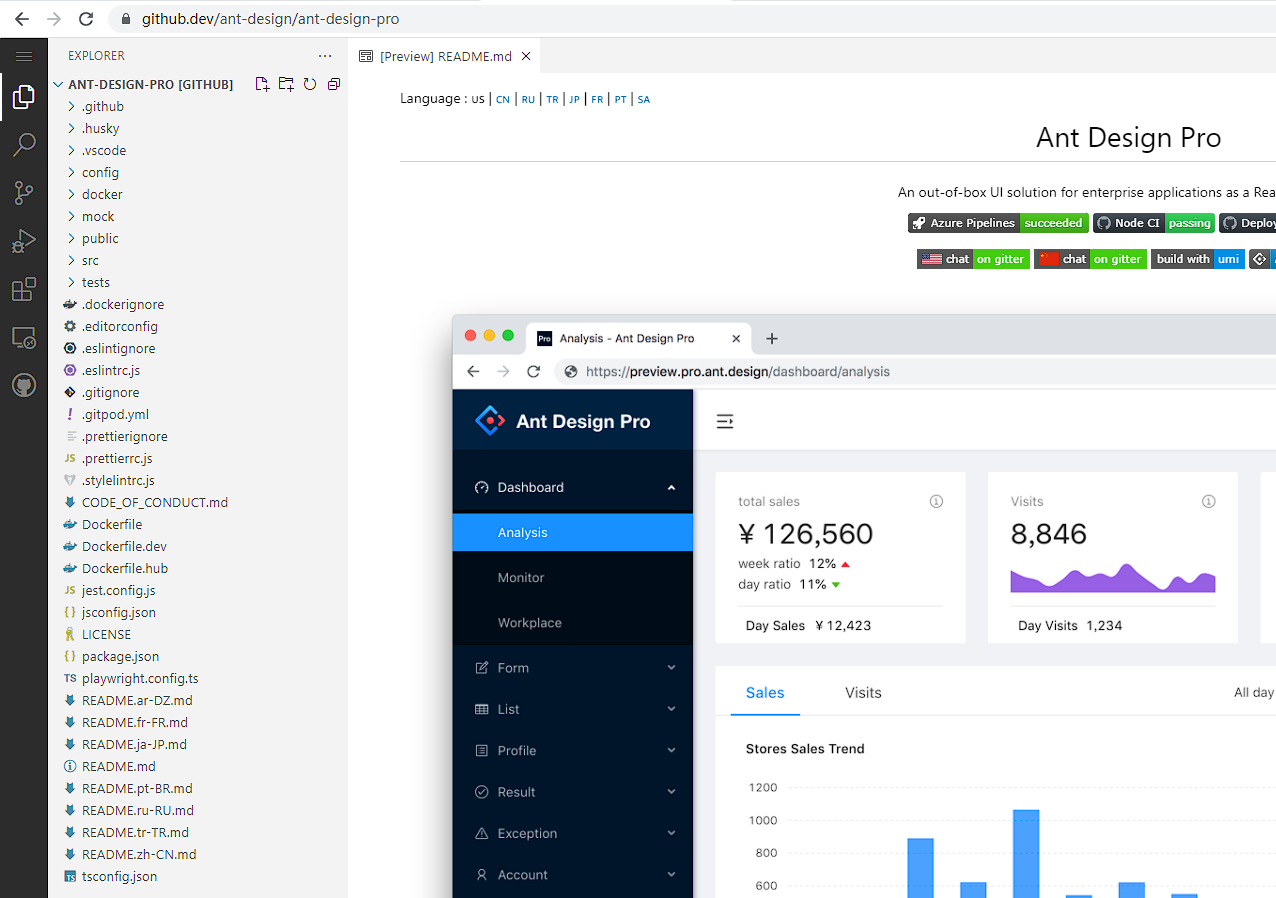 github.dev/ant-design/ant-design-pro
EXPLORER
ANT-DESIGN-PRO [GITHUB]
.github
.husky
.vscode
config
docker
mock
public
src
tests
.dockerignore
.editorconfig
.eslintignore
.eslintrc.js
.gitignore
.gitpod.yml
.prettierignore
.prettierrc.js
.stylelintrc.js
CODE_OF_CONDUCT.md
Dockerfile
Dockerfile.dev
Dockerfile.hub
jest.config.js
jsconfig.json
LICENSE
package.json
playwright.config.ts
README.ar-DZ.md
README.fr-FR.md
README.ja-JP.md
README.md
README.pt-BR.md
README.ru-RU.md
README.tr-TR.md
README.zh-CN.md
tsconfig.json
[Preview] README.md
Language : us | CN | RU | TR | JP | FR | PT | SA
Ant Design Pro
An out-of-box UI solution for enterprise applications as a Rea
Azure Pipelines succeeded Node CI passing Deploy
chat on gitter chat on gitter build with umi
Pro Analysis - Ant Design Pro
https://preview.pro.ant.design/dashboard/analysis
Ant Design Pro
Dashboard
Analysis
Monitor
Workplace
Form
List
Profile
Result
Exception
Account
total sales
¥ 126,560
week ratio 12%
day ratio 11%
Day Sales ¥ 12,423
Visits
8,846
Day Visits 1,234
Sales Visits All day
Stores Sales Trend
1200
1000
800
600